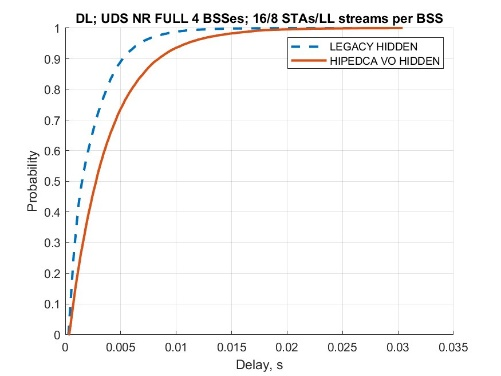 DL; UDS NR FULL 4 BSSes; 16/8 STAs/LL streams per BSS
LEGACY HIDDEN
HIPEDCA VO HIDDEN
Probability
1
0.9
0.8
0.7
0.6
0.5
0.4
0.3
0.2
0.1
0
0 0.005 0.01 0.015 0.02 0.025 0.03 0.035
Delay, s